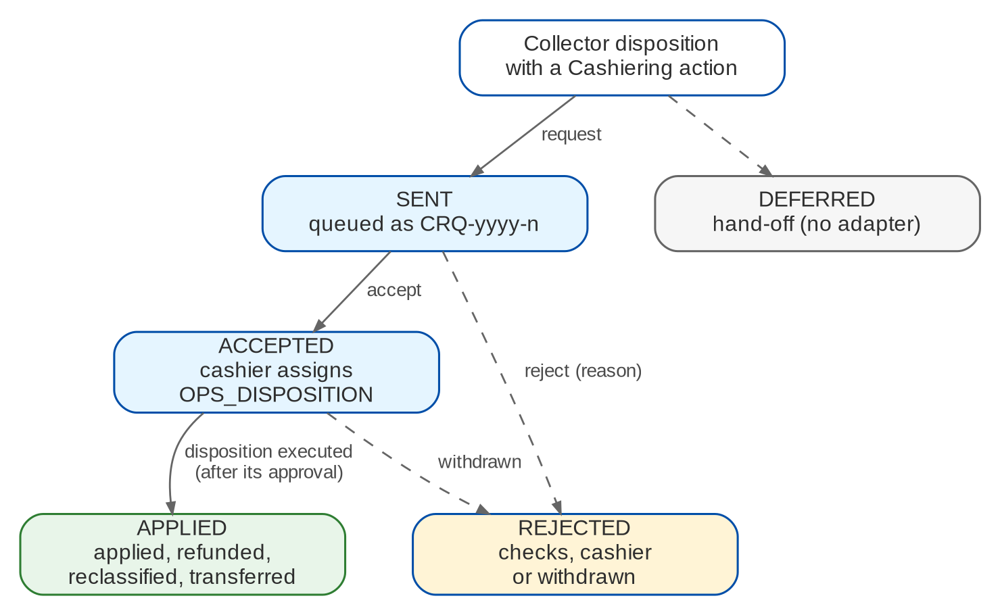 Collector disposition
with a Cashiering action
request
SENT
queued as CRQ-yyyy-n
DEFERRED
hand-off (no adapter)
accept
ACCEPTED
cashier assigns
OPS_DISPOSITION
reject (reason)
disposition executed
(after its approval)
withdrawn
APPLIED
applied, refunded,
reclassified, transferred
REJECTED
checks, cashier
or withdrawn